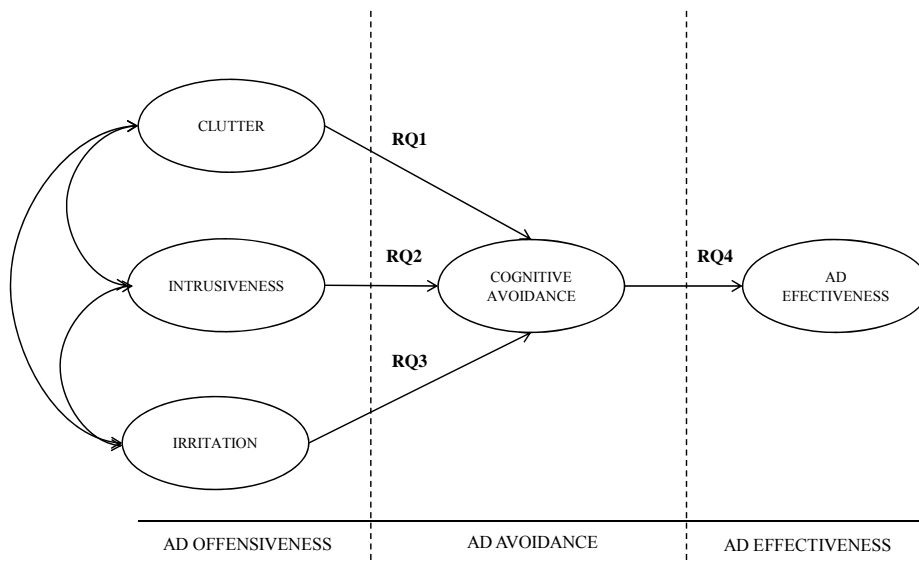 CLUTTER
RQ1
INTRUSIVENESS
RQ2
COGNITIVE
AVOIDANCE
RQ4
AD
EFECTIVENESS
RQ3
IRRITATION
AD OFFENSIVENESS
AD AVOIDANCE
AD EFFECTIVENESS